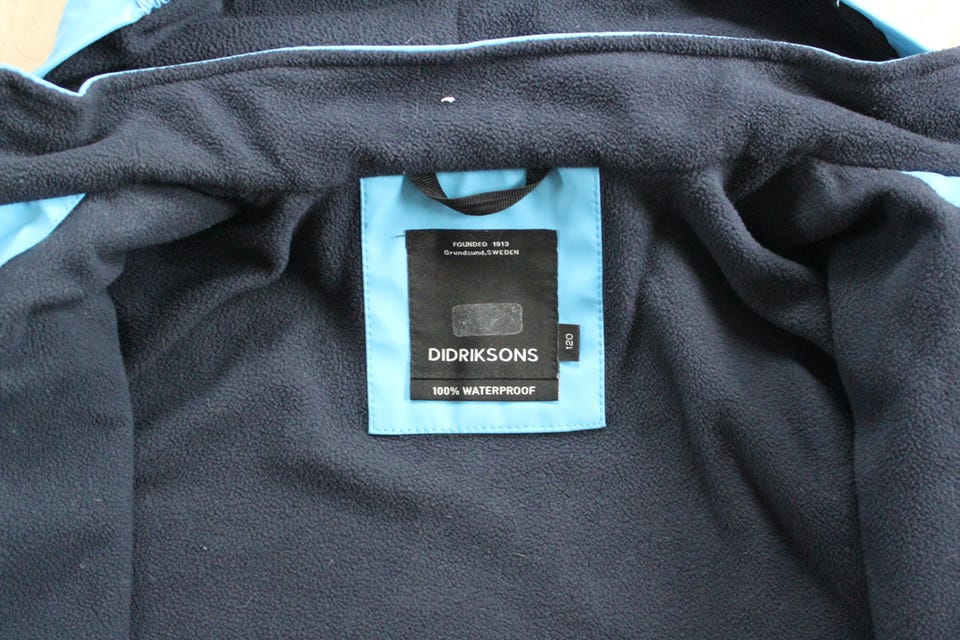 FOUNDED 1913
Grundsund.SWEDEN
DIDRIKSONS
120
100% WATERPROOF